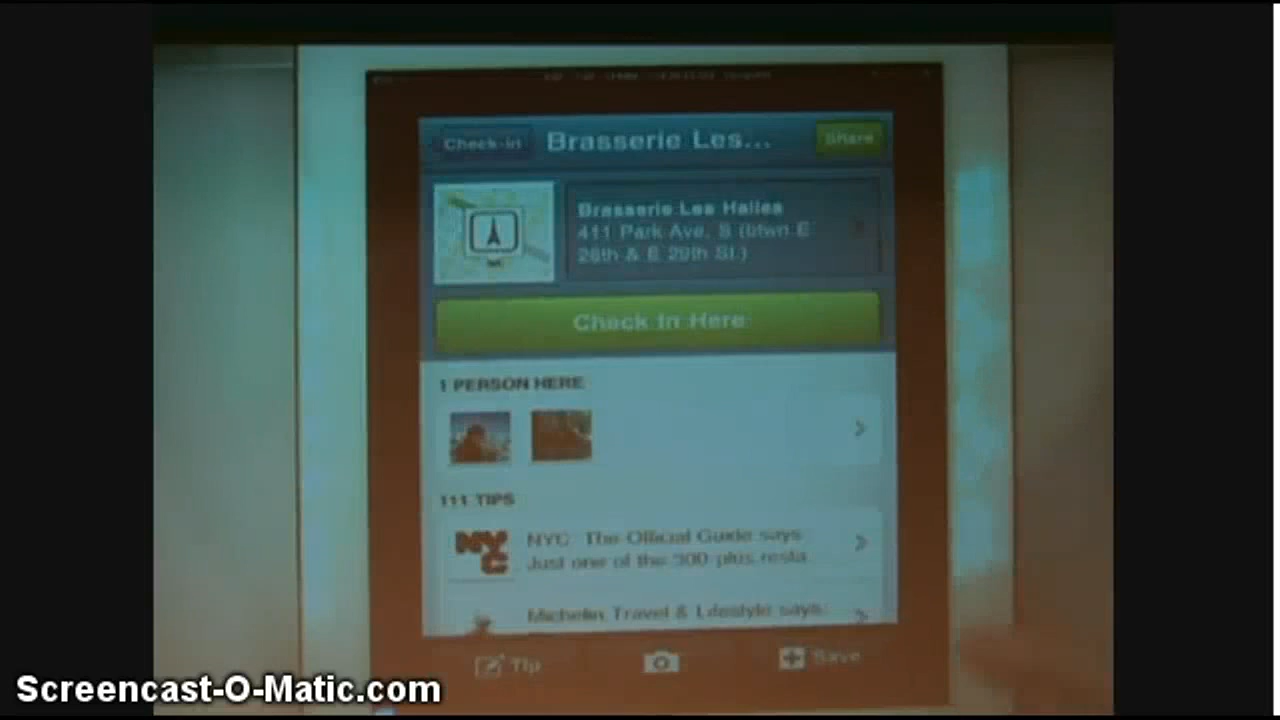 Check-in
Brasserie Les...
Share
Brasserie Les Halles
411 Park Ave. S (btwn E
28th & E 29th St.)
Check In Here
1 PERSON HERE
111 TIPS
NYC
NYC The Official Guide says:
Just one of the 300-plus resta
Michelin Travel & Lifestyle says:
Tip
Save
Screencast-O-Matic.com